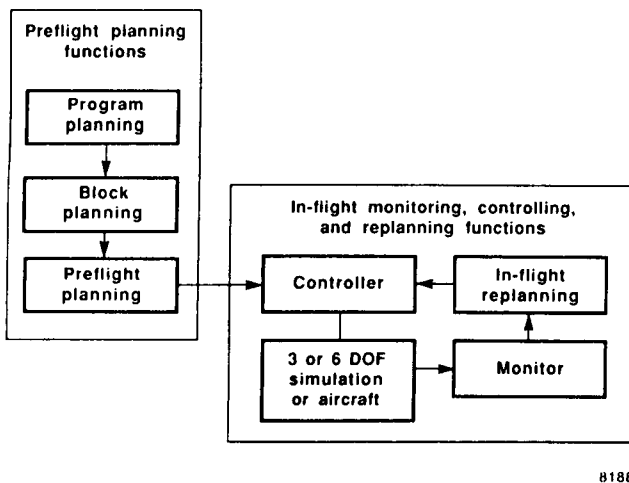 Preflight planning
functions
Program
planning
Block
planning
Preflight
planning
In-flight monitoring, controlling,
and replanning functions
Controller
In-flight
replanning
3 or 6 DOF
simulation
or aircraft
Monitor
8188